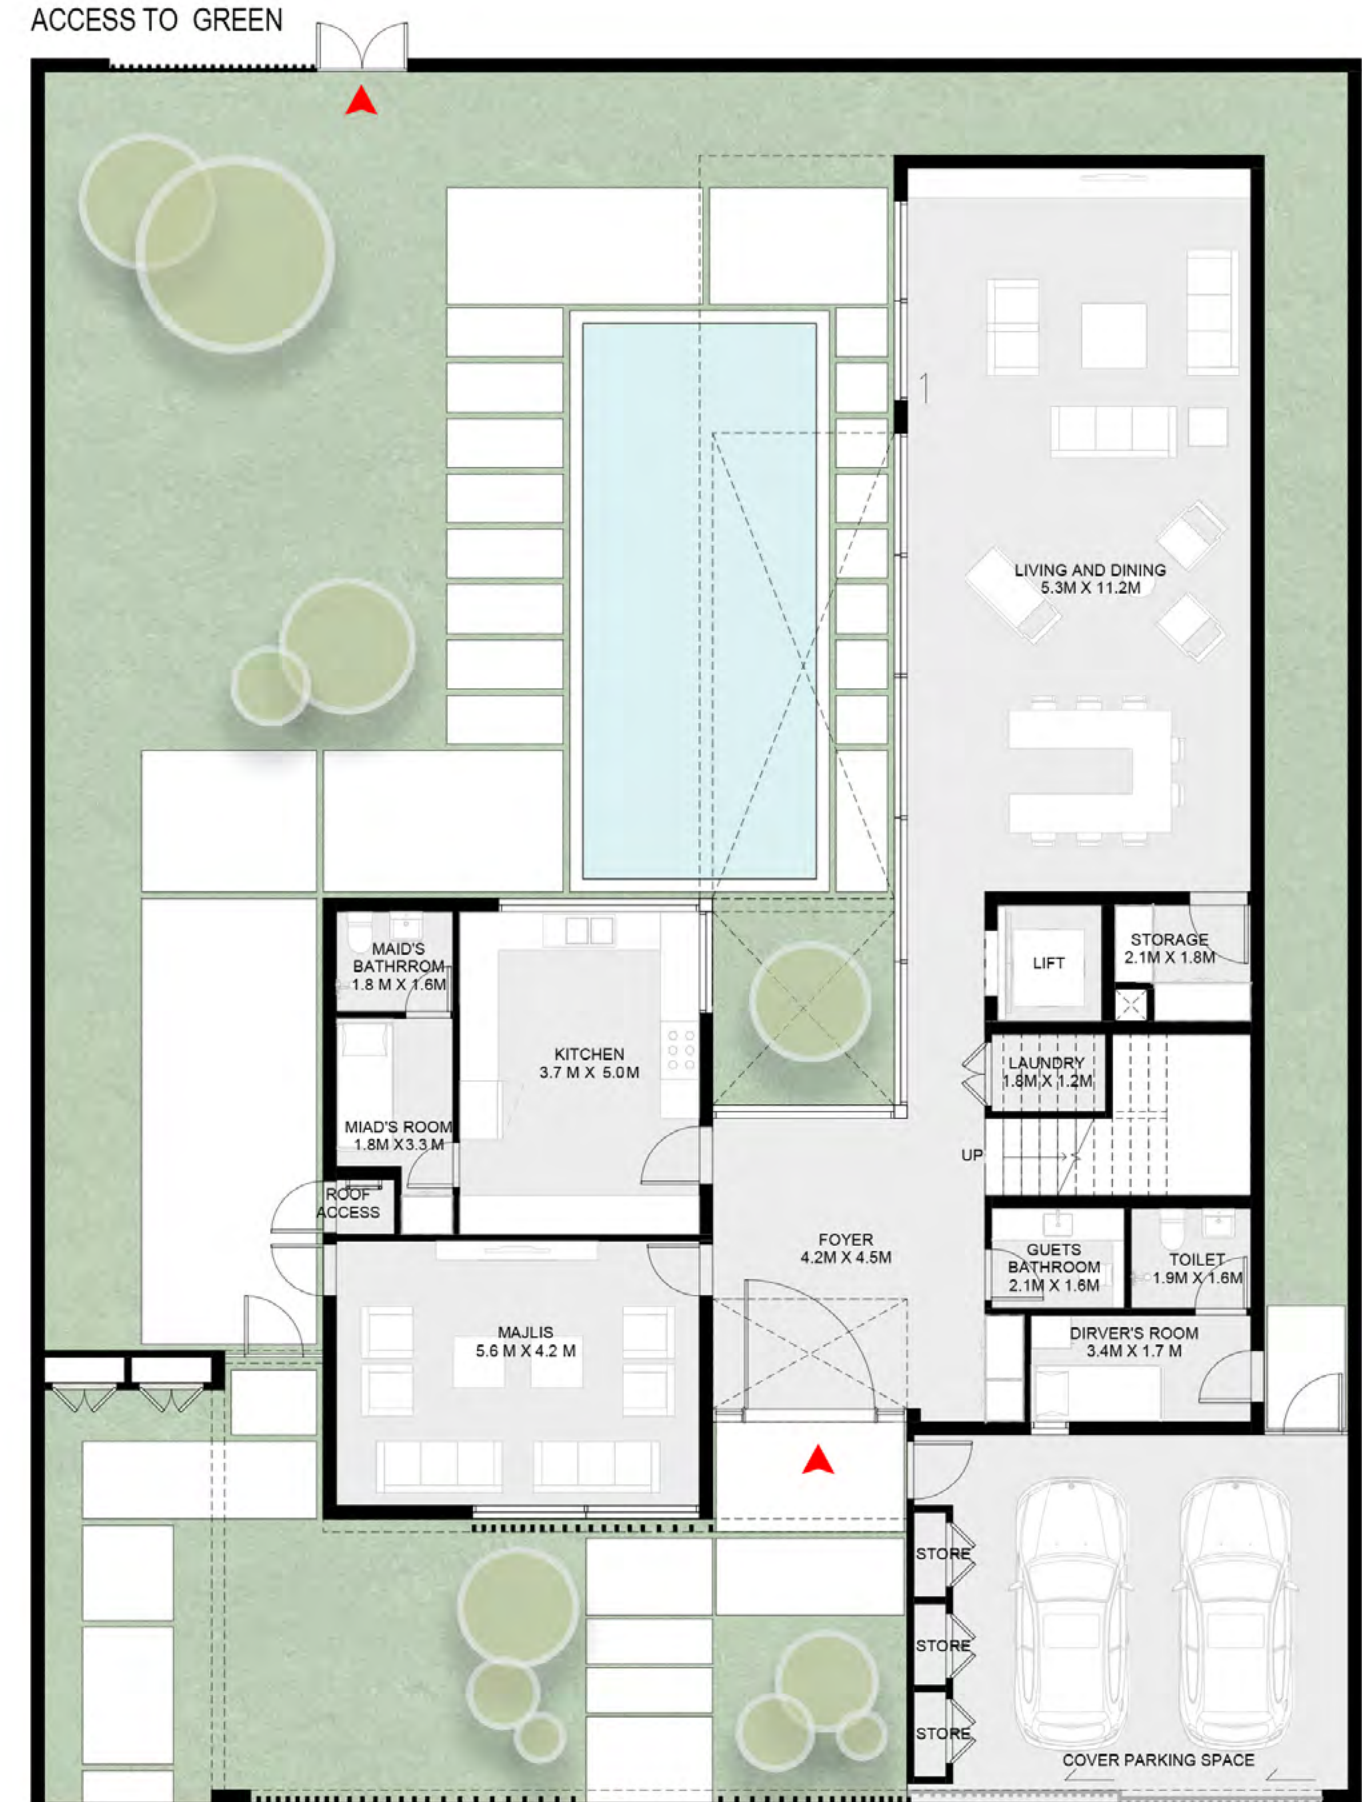 ACCESS TO GREEN
1
LIVING AND DINING
5.3M X 11.2M
MAID'S
BATHRROM
1.8 M X 1.6M
LIFT
STORAGE
2.1M X 1.8M
KITCHEN
3.7 M X 5.0M
LAUNDRY
1.8M X 1.2M
MIAD'S ROOM
1.8M X 3.3 M
UP
ROOF
ACCESS
FOYER
4.2M X 4.5M
GUETS
BATHROOM
2.1M X 1.6M
TOILET
1.9M X 1.6M
MAJLIS
5.6 M X 4.2 M
DIRVER'S ROOM
3.4M X 1.7 M
STORE
STORE
STORE
COVER PARKING SPACE